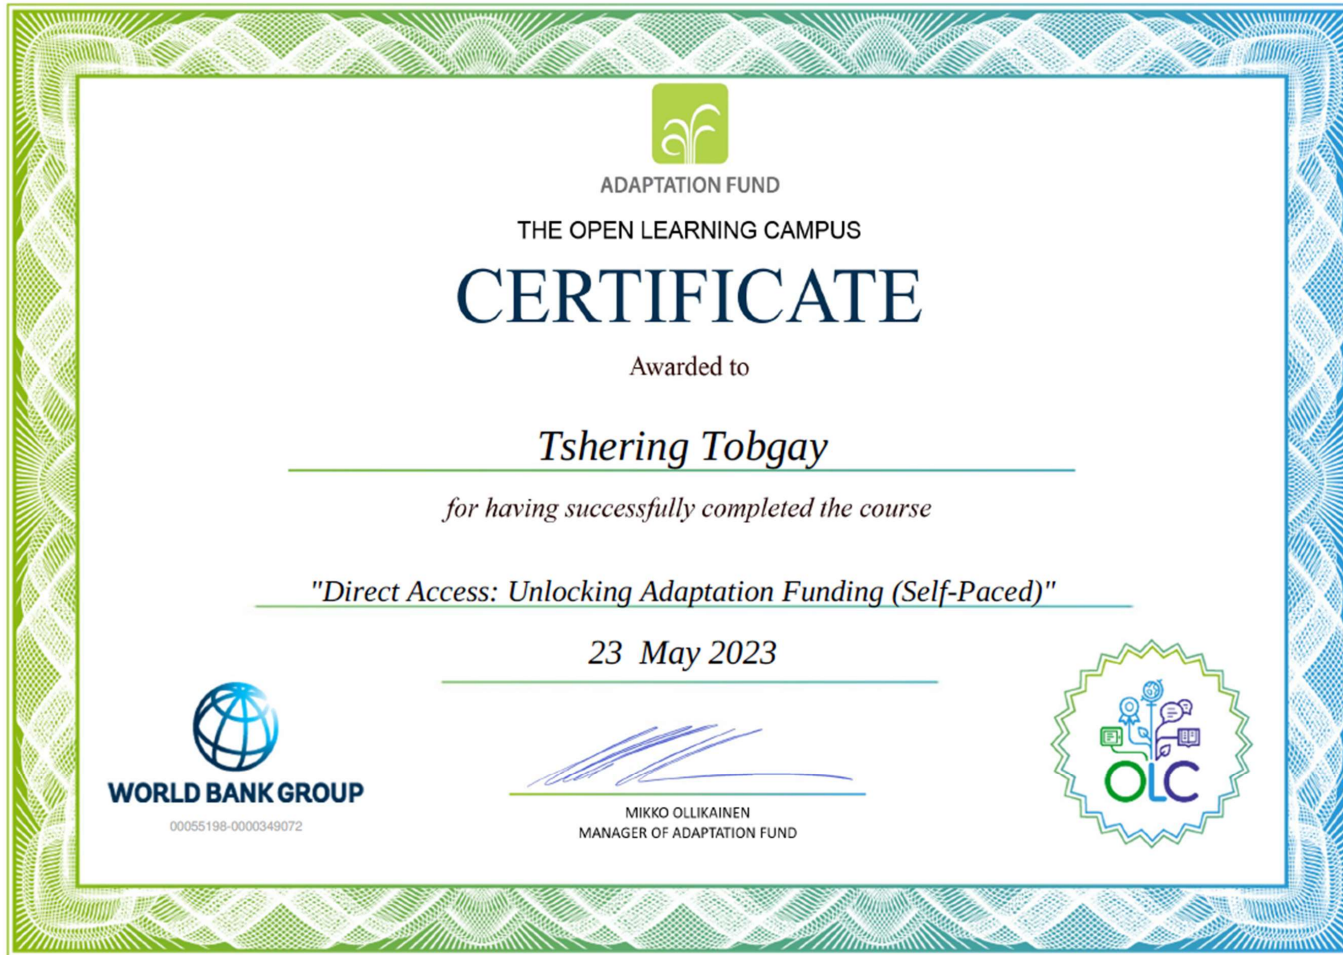 af
ADAPTATION FUND
THE OPEN LEARNING CAMPUS
CERTIFICATE
Awarded to
Tshering Tobgay
for having successfully completed the course
"Direct Access: Unlocking Adaptation Funding (Self-Paced)"
23 May 2023
WORLD BANK GROUP
00055198-0000349072
MIKKO OLLIKAINEN
MANAGER OF ADAPTATION FUND
OLC